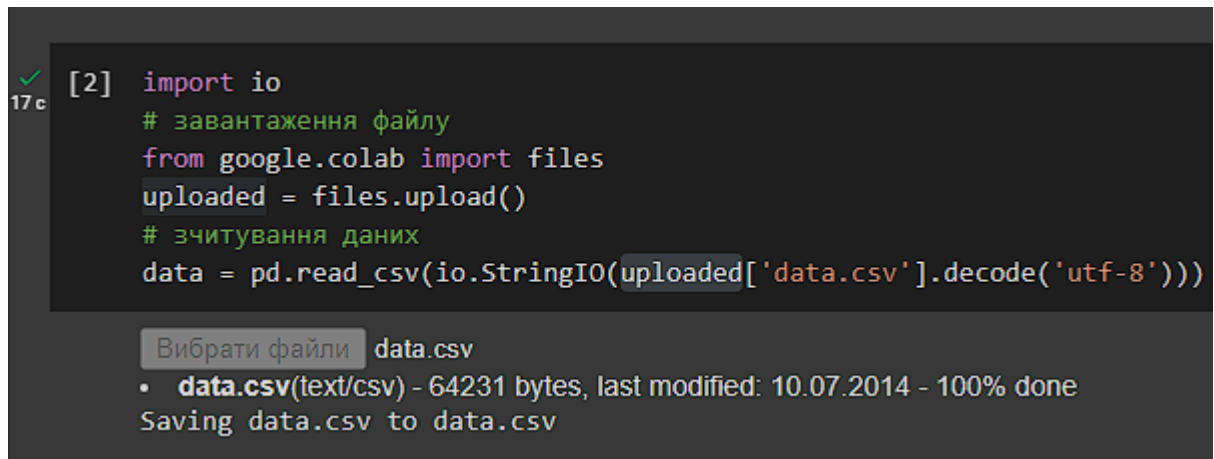 [2] import io
17 с
# завантаження файлу
from google.colab import files
uploaded = files.upload()
# зчитування даних
data = pd.read_csv(io.StringIO(uploaded['data.csv'].decode('utf-8')))
Вибрати файли data.csv
• data.csv(text/csv) - 64231 bytes, last modified: 10.07.2014 - 100% done
Saving data.csv to data.csv